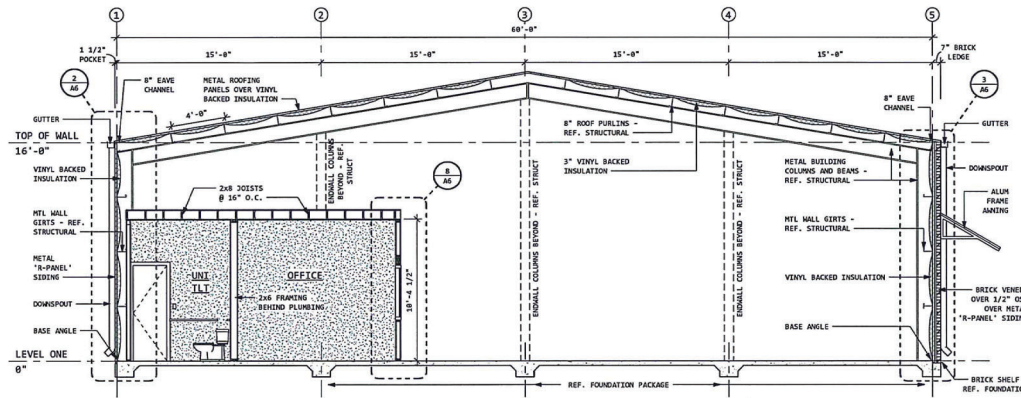 1
2
3
4
5
60'-0"
15'-0"
15'-0"
15'-0"
15'-0"
1 1/2"
POCKET
7" BRICK
LEDGE
2
A6
8" EAVE
CHANNEL
METAL ROOFING
PANELS OVER VINYL
BACKED INSULATION
4'-0"
3
A6
8" EAVE
CHANNEL
GUTTER
GUTTER
TOP OF WALL
16'-0"
8" ROOF PURLINS -
REF. STRUCTURAL
3" VINYL BACKED
INSULATION
METAL BUILDING
COLUMNS AND BEAMS -
REF. STRUCTURAL
VINYL BACKED
INSULATION
2x8 JOISTS
@ 16" O.C.
8
A6
DOWNSPOUT
ALUM
FRAME
AWNING
MTL WALL
GIRTS - REF.
STRUCTURAL
MTL WALL GIRTS -
REF. STRUCTURAL
ENDWALL COLUMNS
BEYOND - REF.
STRUCT
ENDWALL COLUMNS BEYOND - REF. STRUCT
ENDWALL COLUMNS BEYOND - REF. STRUCT
METAL
'R-PANEL'
SIDING
UNI
TLT
OFFICE
10'-4 1/2"
VINYL BACKED
INSULATION
DOWNSPOUT
2x6 FRAMING
BEHIND PLUMBING
BRICK VENE
OVER 1/2" OS
OVER META
'R-PANEL' SIDIN
BASE ANGLE
BASE ANGLE
LEVEL ONE
0"
REF. FOUNDATION PACKAGE
BRICK SHELF
REF. FOUNDATIO